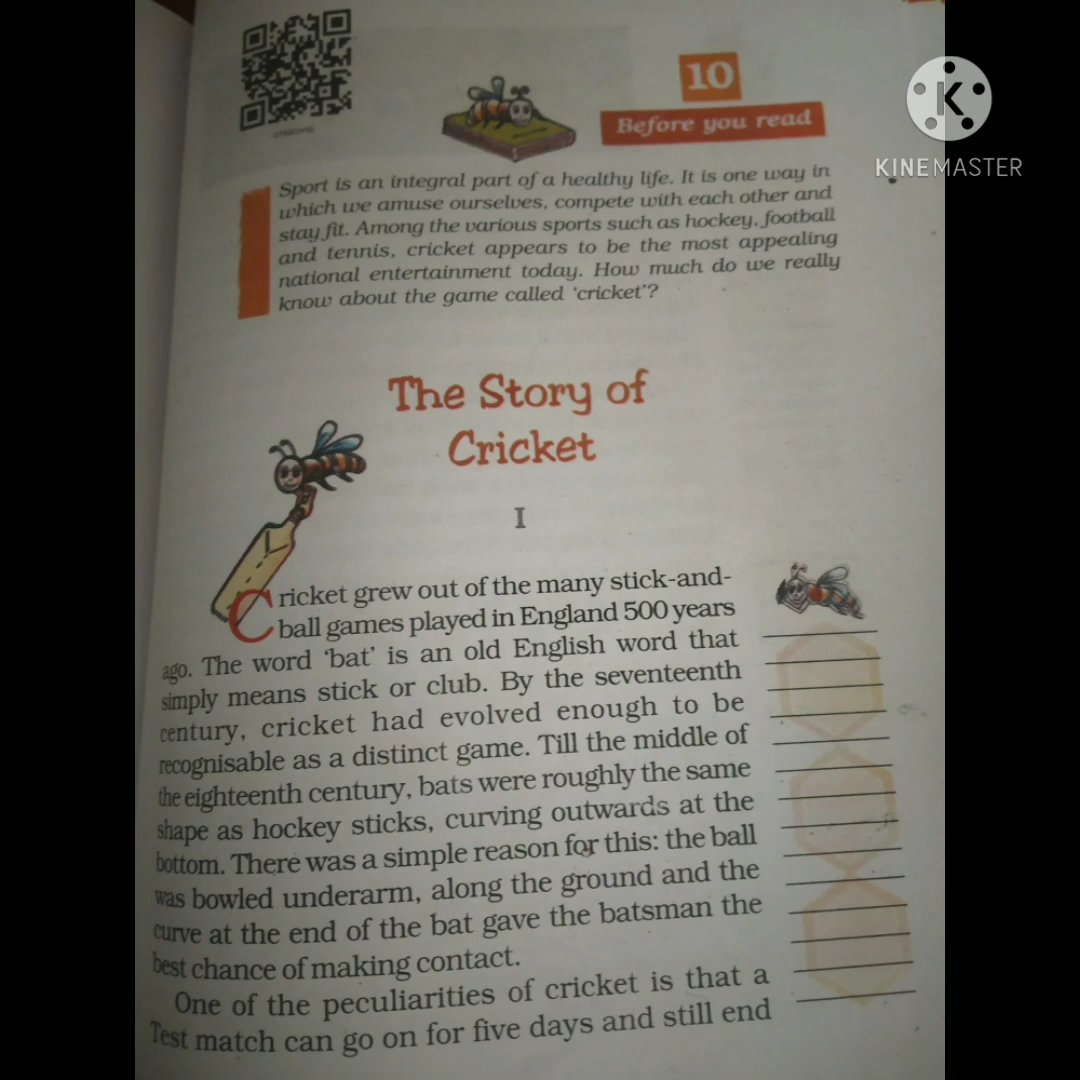 10
Before you read
K
KINEMASTER
Sport is an integral part of a healthy life. It is one way in
which we amuse ourselves, compete with each other and
stay fit. Among the various sports such as hockey, football
and tennis, cricket appears to be the most appealing
national entertainment today. How much do we really
know about the game called ‘cricket’?
The Story of
Cricket
I
Cricket grew out of the many stick-and-
ball games played in England 500 years
ago. The word ‘bat’ is an old English word that
simply means stick or club. By the seventeenth
century, cricket had evolved enough to be
recognisable as a distinct game. Till the middle of
the eighteenth century, bats were roughly the same
shape as hockey sticks, curving outwards at the
bottom. There was a simple reason for this: the ball
was bowled underarm, along the ground and the
curve at the end of the bat gave the batsman the
best chance of making contact.
One of the peculiarities of cricket is that a
Test match can go on for five days and still end